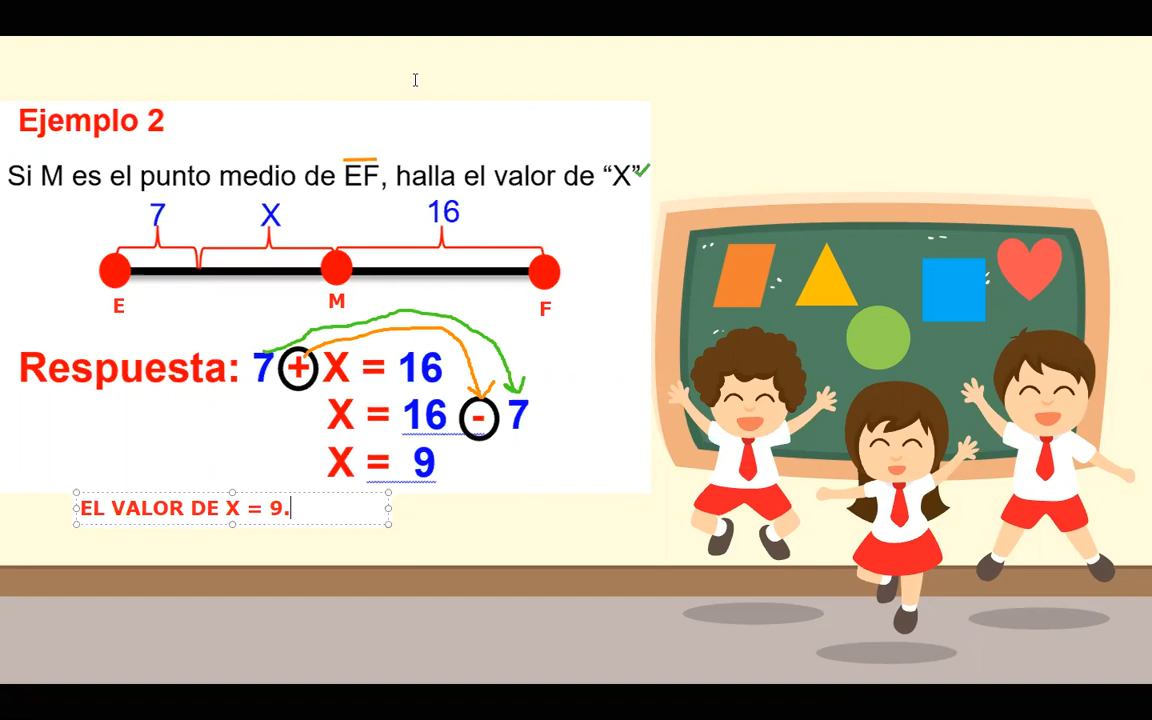 Ejemplo 2
Si M es el punto medio de EF, halla el valor de “X”
7 X 16
E M F
Respuesta: 7 + X = 16
X = 16 - 7
X = 9
EL VALOR DE X = 9.